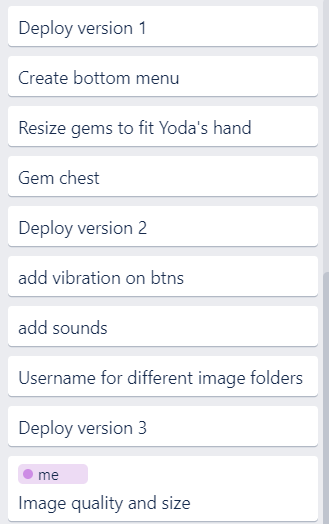 Deploy version 1
Create bottom menu
Resize gems to fit Yoda's hand
Gem chest
Deploy version 2
add vibration on btns
add sounds
Username for different image folders
Deploy version 3
me
Image quality and size